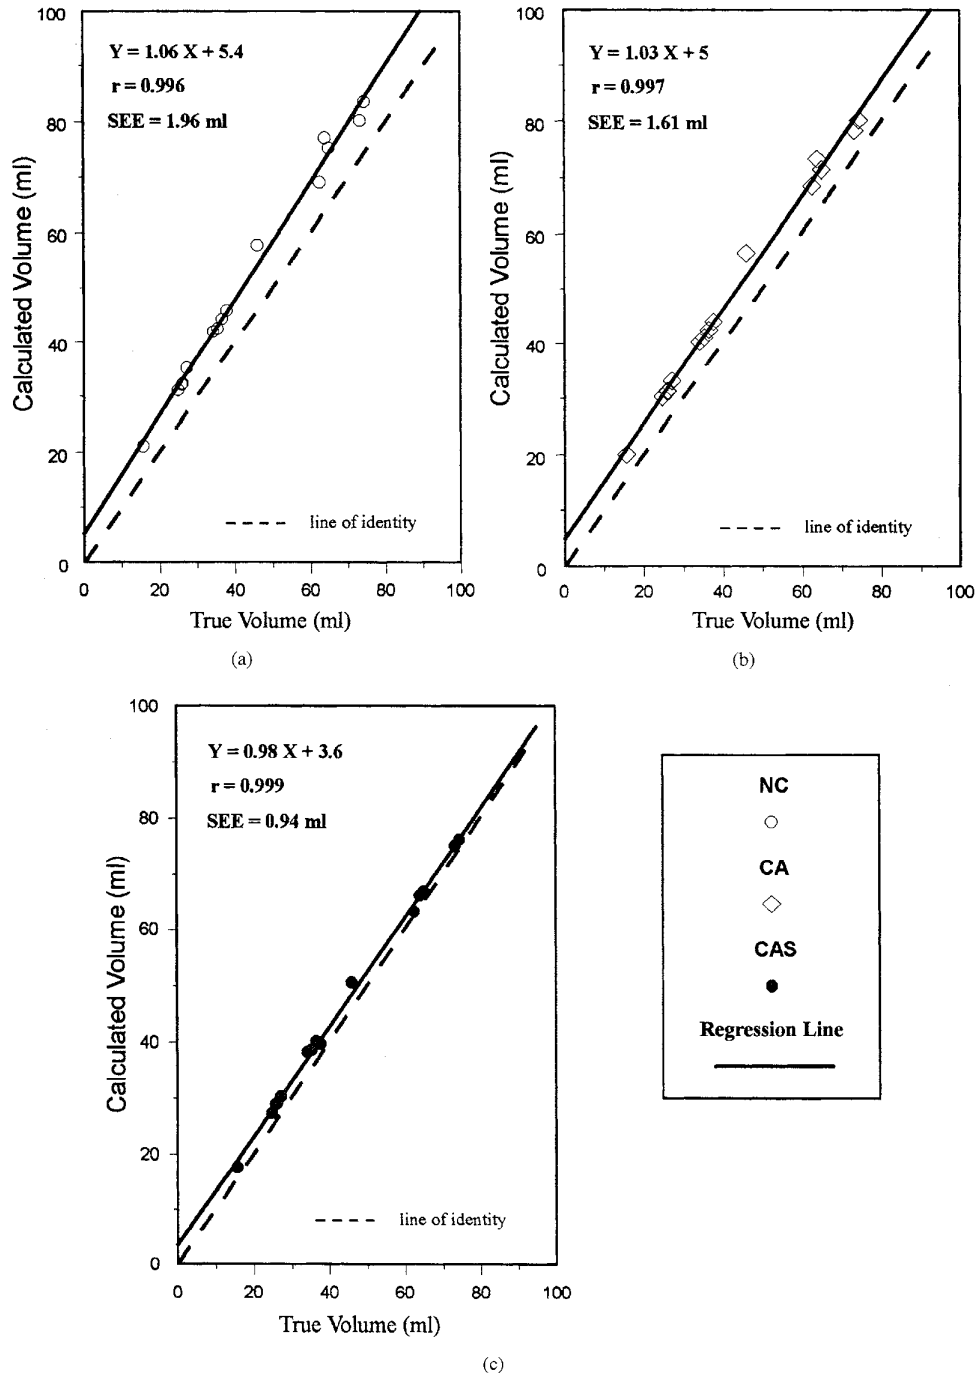 100
80
60
40
20
0
Calculated Volume (ml)
Y = 1.06 X + 5.4
r = 0.996
SEE = 1.96 ml
line of identity
0 20 40 60 80 100
True Volume (ml)
(a)
100
80
60
40
20
0
Calculated Volume (ml)
Y = 1.03 X + 5
r = 0.997
SEE = 1.61 ml
line of identity
0 20 40 60 80 100
True Volume (ml)
(b)
100
80
60
40
20
0
Calculated Volume (ml)
Y = 0.98 X + 3.6
r = 0.999
SEE = 0.94 ml
line of identity
0 20 40 60 80 100
True Volume (ml)
(c)
NC
CA
CAS
Regression Line